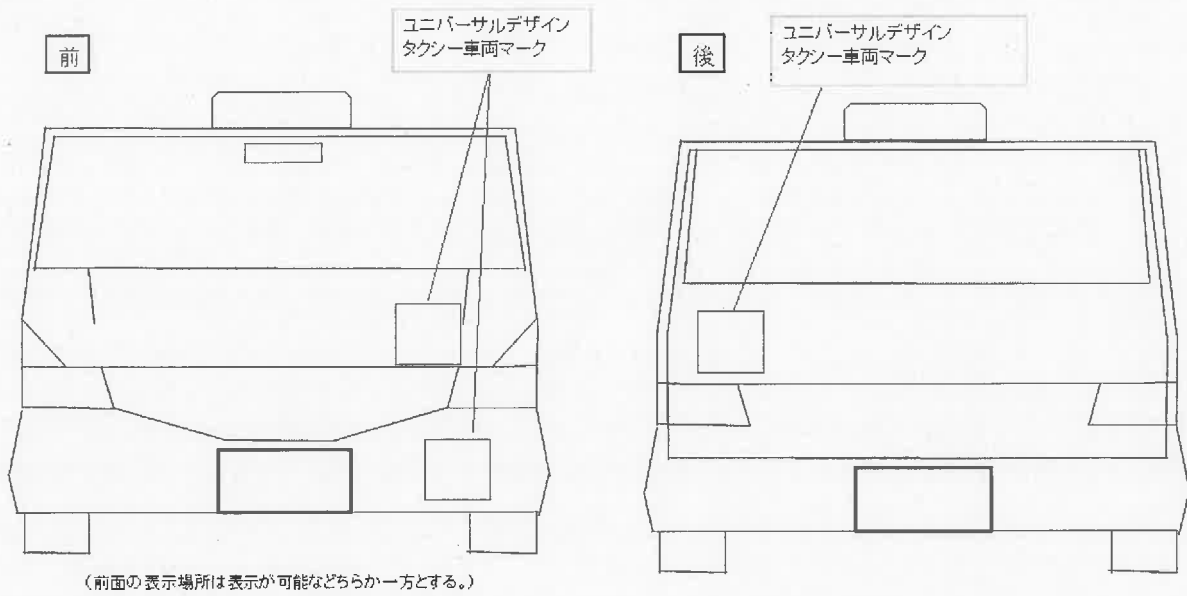 前
ユニバーサルデザイン
タクシー車両マーク
後
ユニバーサルデザイン
タクシー車両マーク
(前面の表示場所は表示が可能などちらか一方とする。)